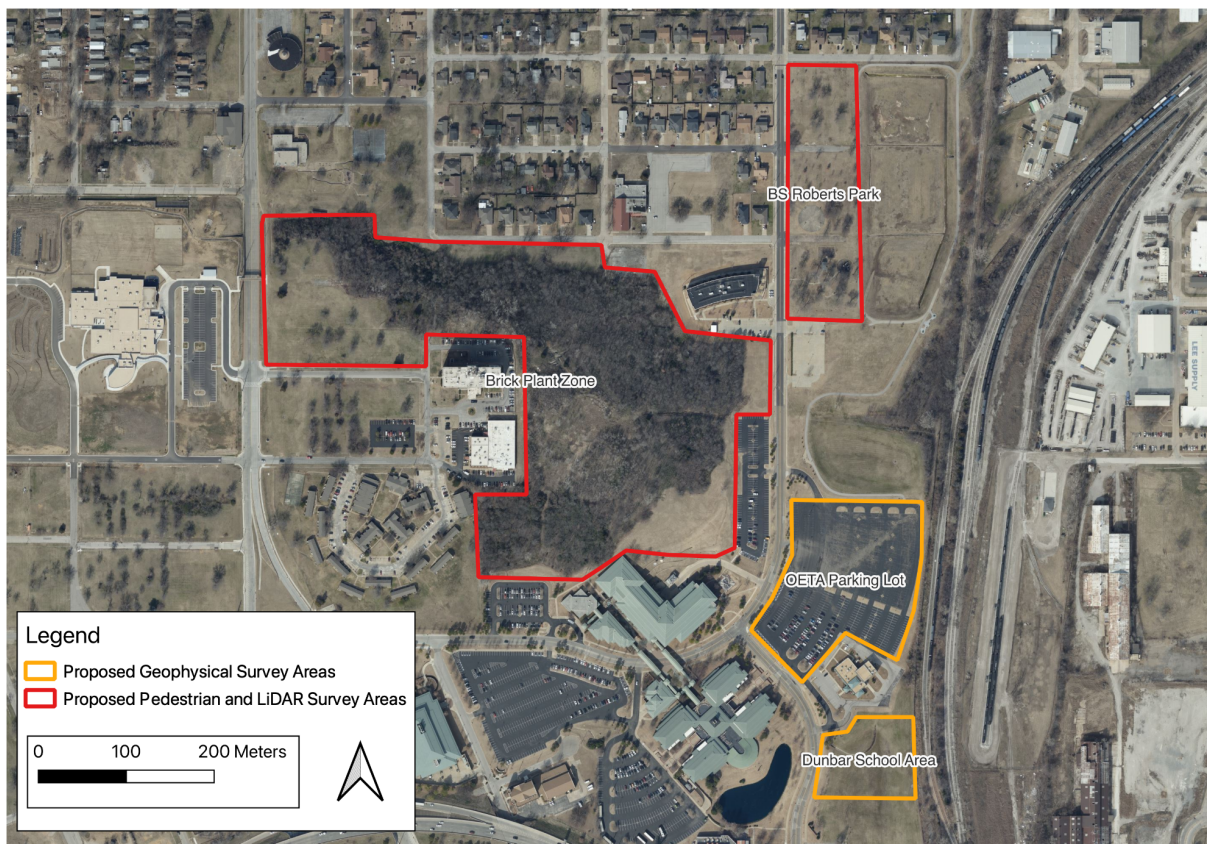 BS Roberts Park
LEE SUPPLY
Brick Plant Zone
OETA Parking Lot
Dunbar School Area
Legend
Proposed Geophysical Survey Areas
Proposed Pedestrian and LiDAR Survey Areas
0 100 200 Meters